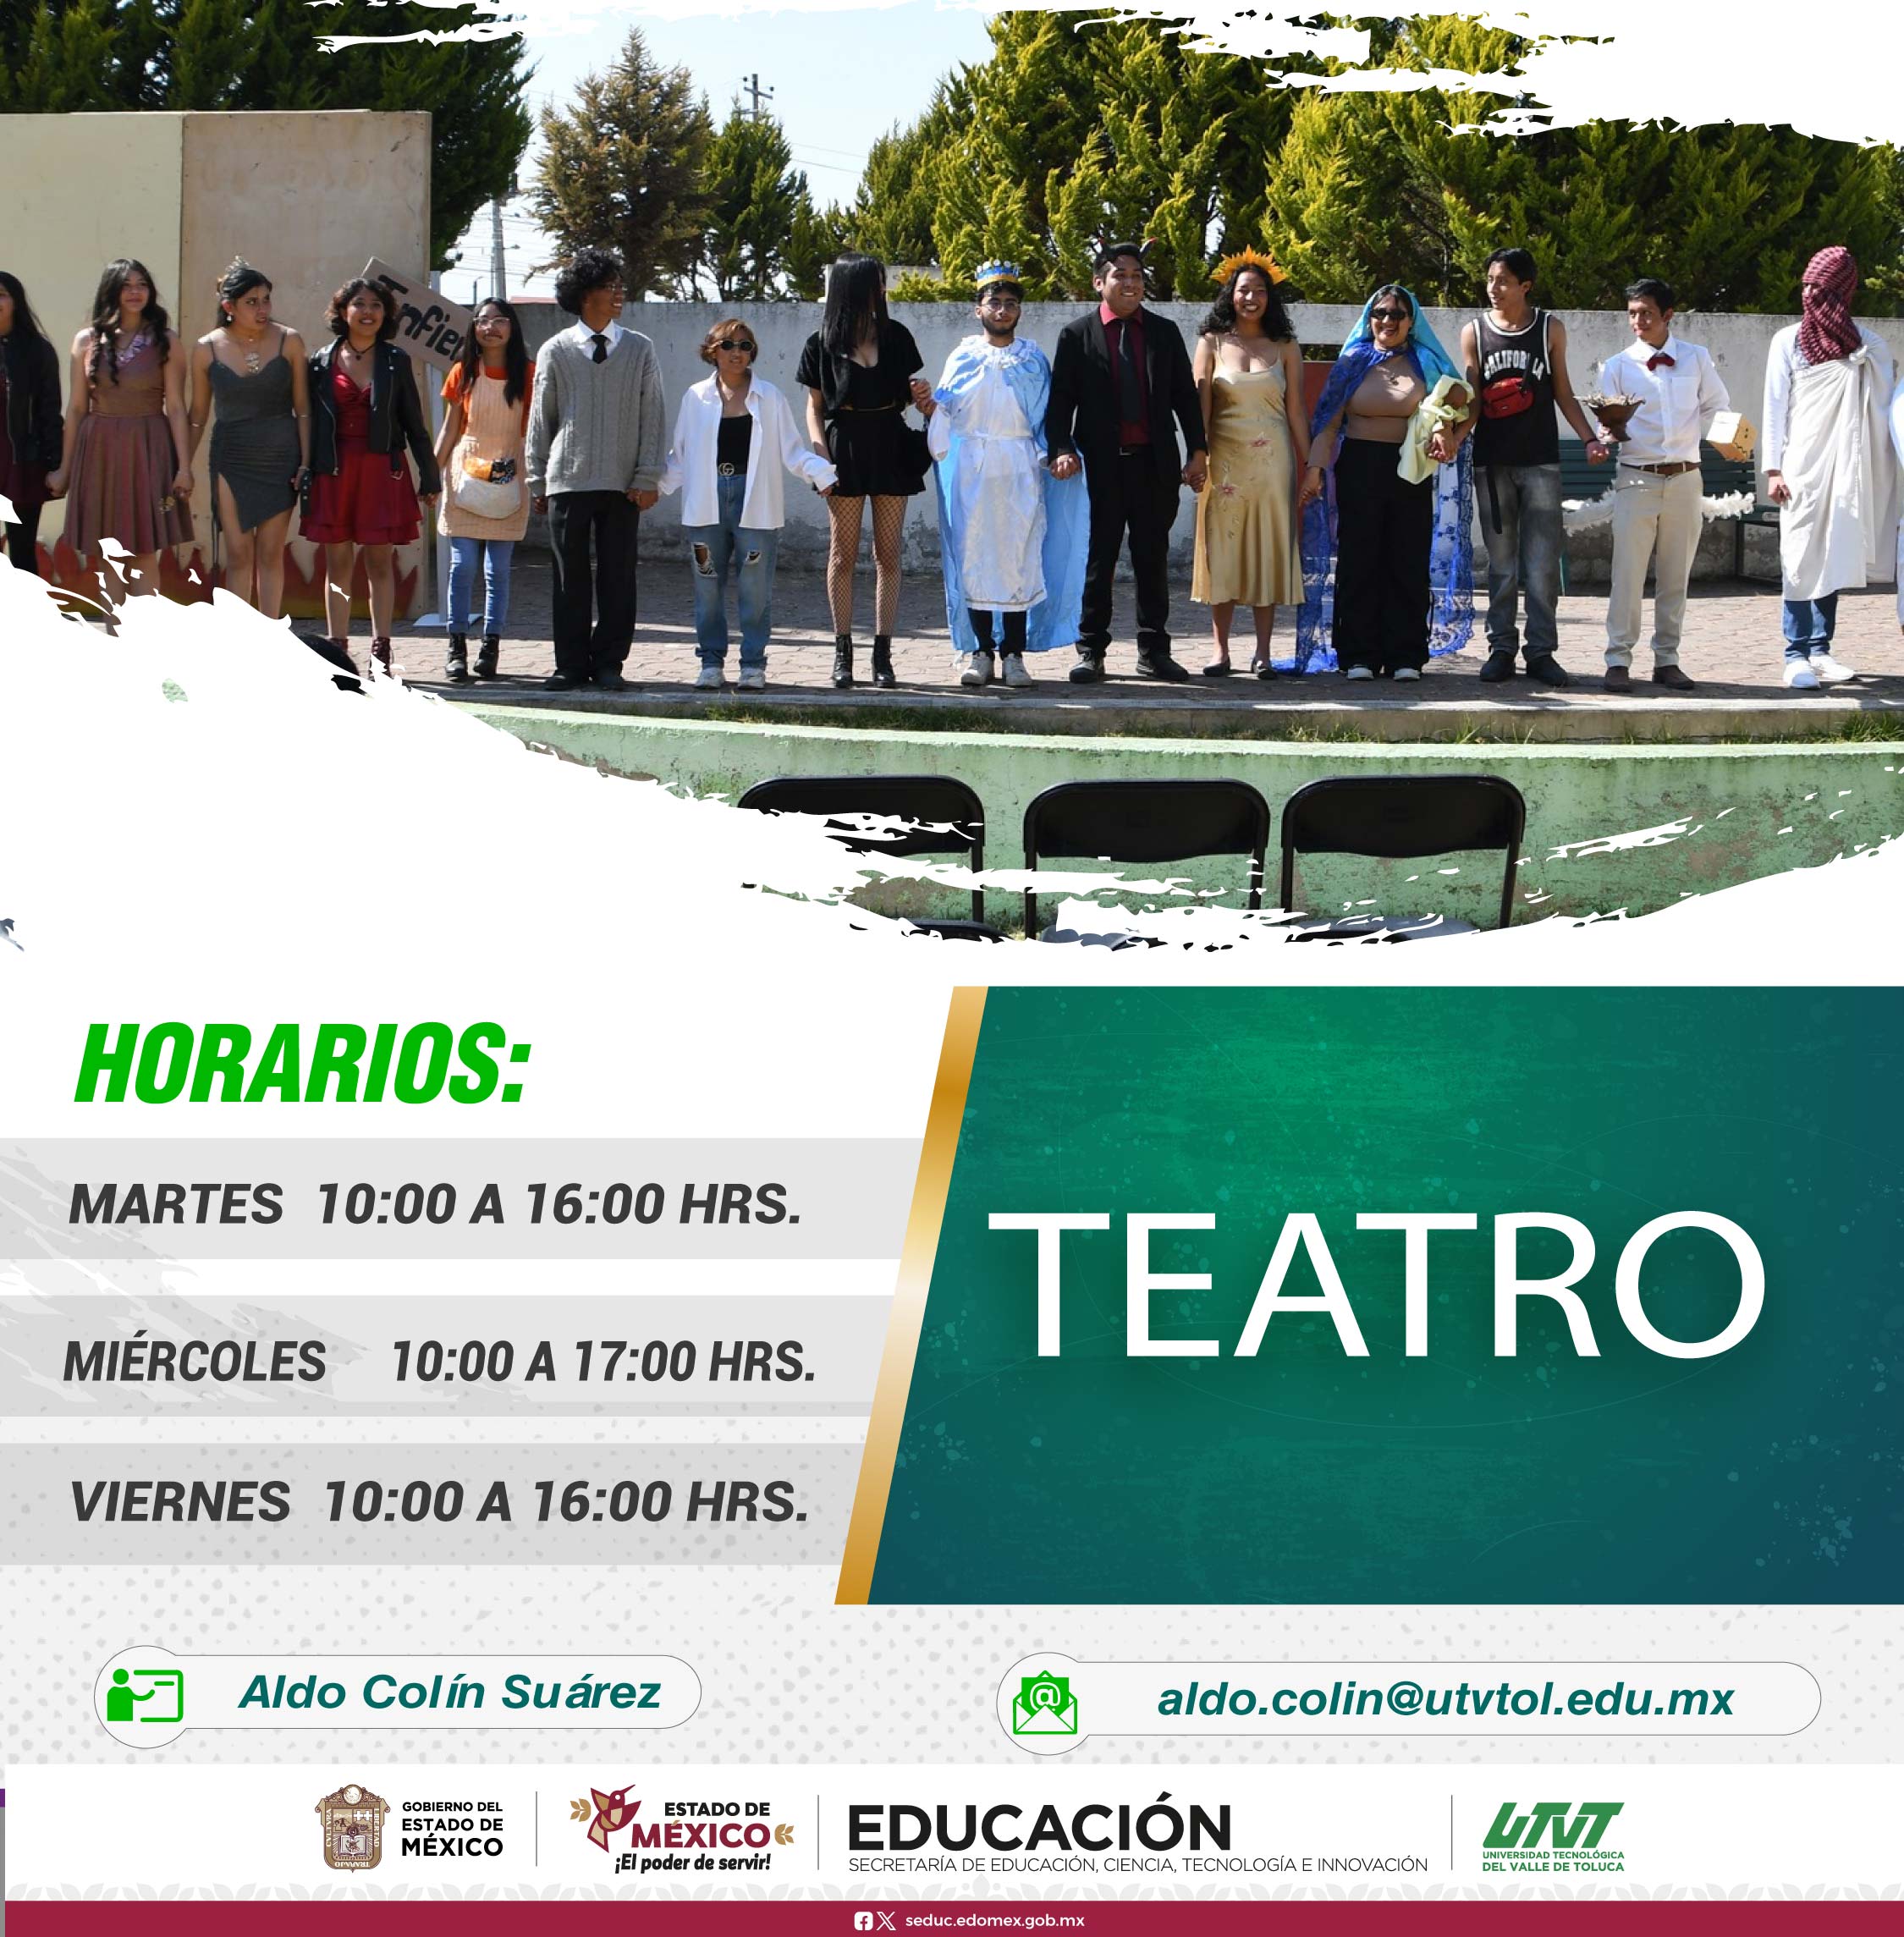 Infier
CALIFOR
HORARIOS:
MARTES 10:00 A 16:00 HRS.
MIÉRCOLES 10:00 A 17:00 HRS.
VIERNES 10:00 A 16:00 HRS.
TEATRO
Aldo Colín Suárez
aldo.colin@utvtol.edu.mx
GOBIERNO DEL
ESTADO DE
MÉXICO
ESTADO DE
MÉXICO
¡El poder de servir!
EDUCACIÓN
SECRETARÍA DE EDUCACIÓN, CIENCIA, TECNOLOGÍA E INNOVACIÓN
UTVT
UNIVERSIDAD TECNOLÓGICA
DEL VALLE DE TOLUCA
seduc.edomex.gob.mx